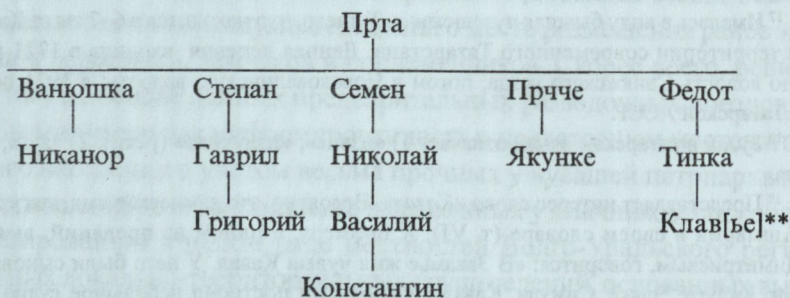 Прта
Ванюшка Степан Семен Прчче Федот
Никанор Гаврил Николай Якунке Тинка
Григорий Василий Клав[ье]**
Константин